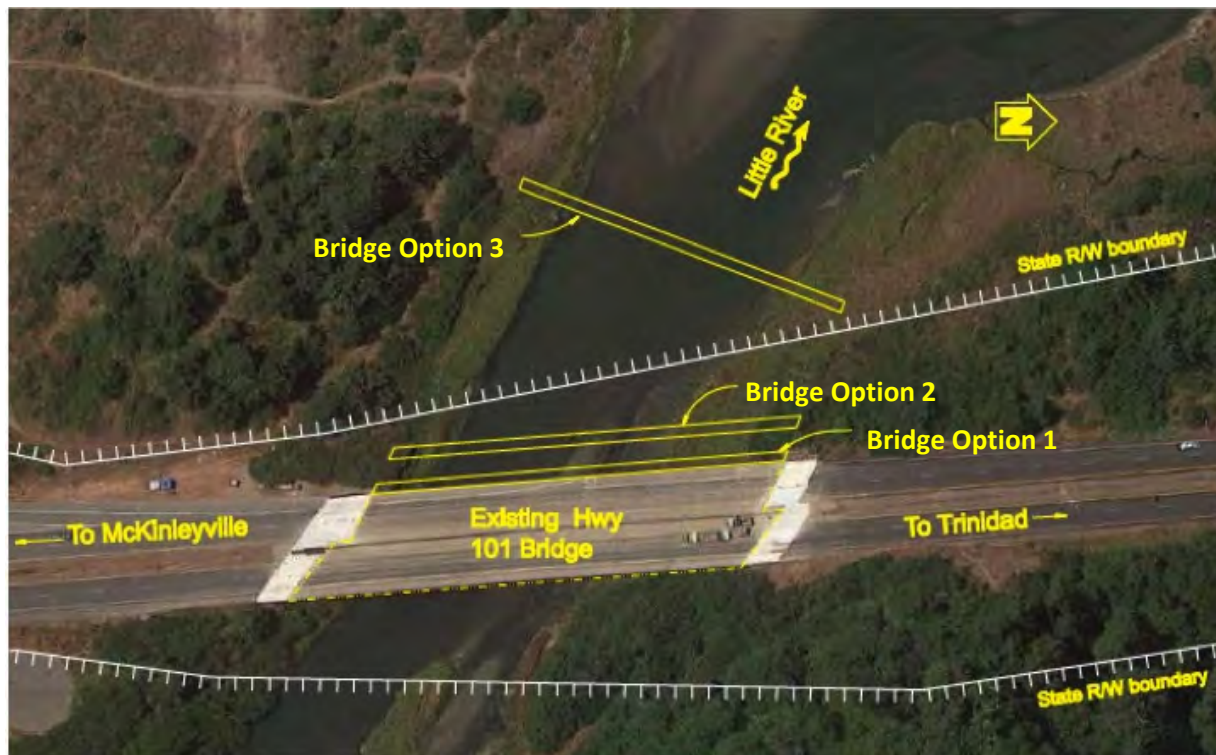 Little River
N
Bridge Option 3
State R/W boundary
Bridge Option 2
Bridge Option 1
To McKinleyville
Existing Hwy
101 Bridge
To Trinidad
State R/W boundary